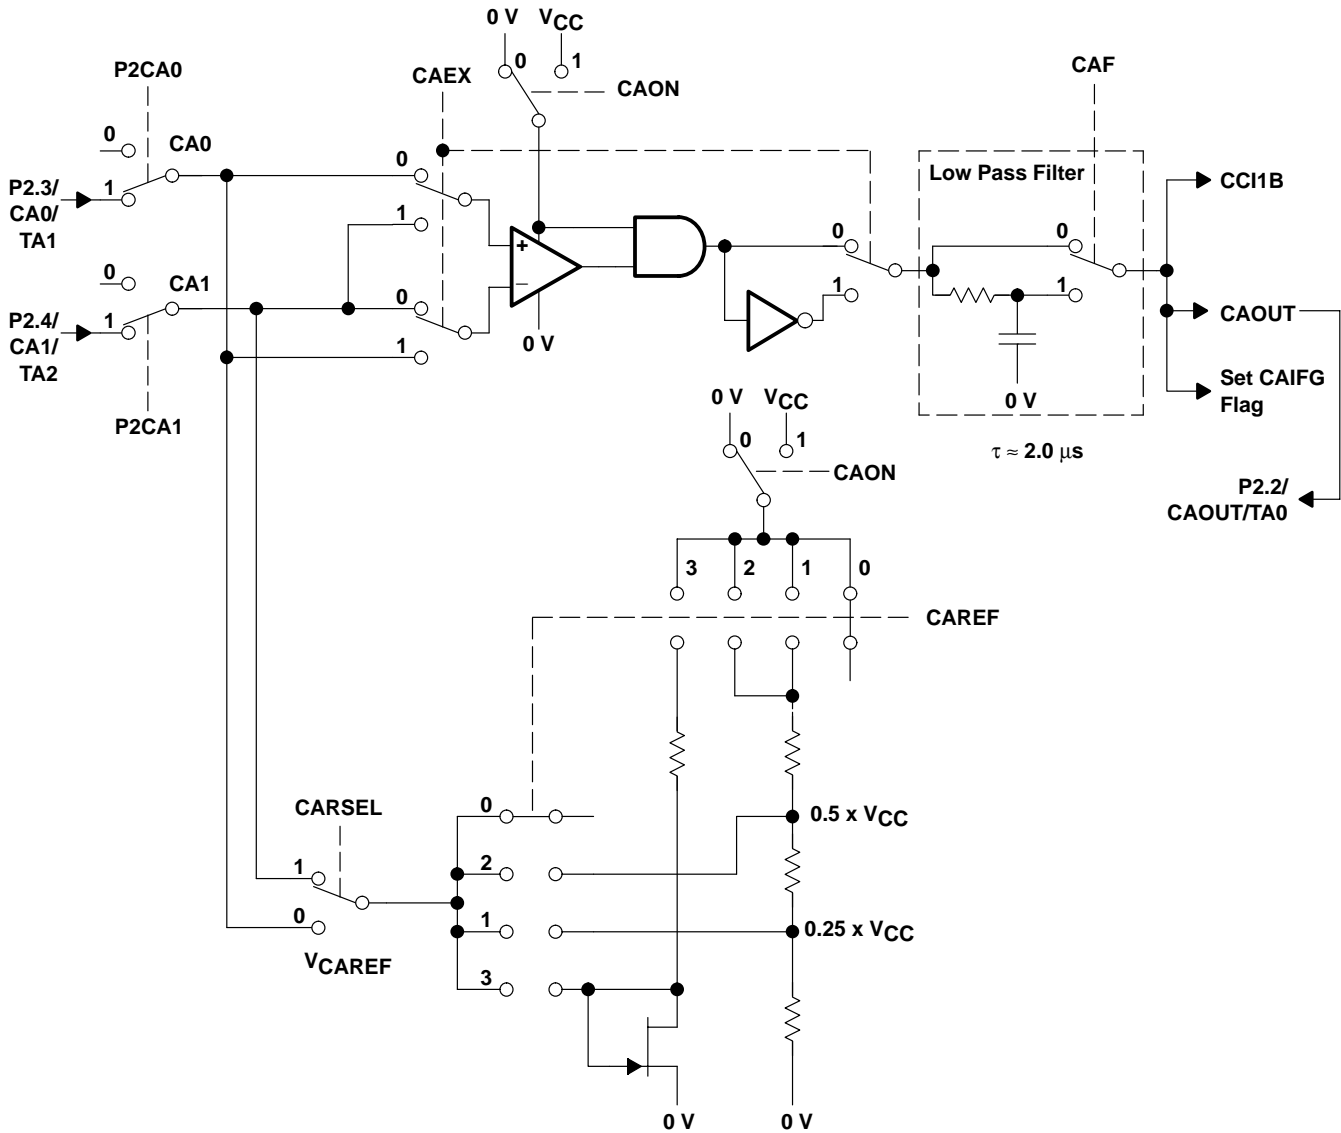 0 V VCC
0 1
P2CA0
CAEX
CAON
CAF
0
CA0
P2.3/
CA0/
TA1
1
0
1
Low Pass Filter
CCI1B
0
CA1
P2.4/
CA1/
TA2
1
0
1
+
−
0 V
0
1
0
1
0 V
CAOUT
Set CAIFG
Flag
P2CA1
τ ≈ 2.0 µs
P2.2/
CAOUT/TA0
0 V VCC
0 1
CAON
3 2 1 0
CAREF
CARSEL
1
0
VCAREF
0
2
1
3
0.5 x VCC
0.25 x VCC
0 V 0 V